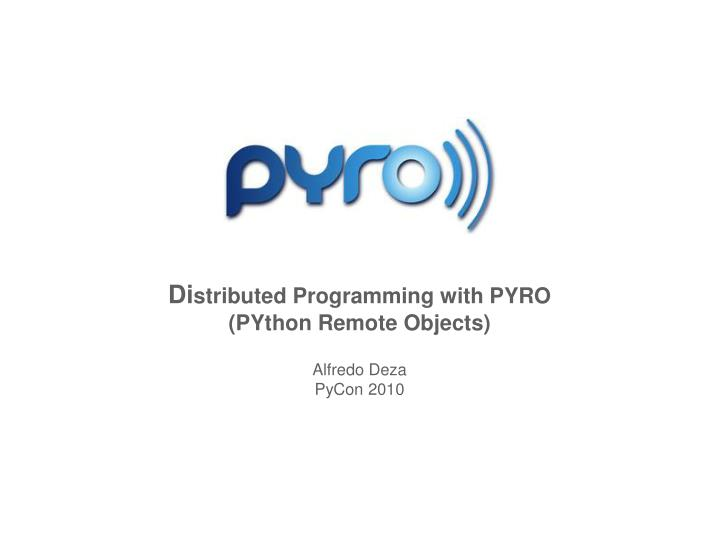 pyro
Distributed Programming with PYRO
(PYthon Remote Objects)
Alfredo Deza
PyCon 2010